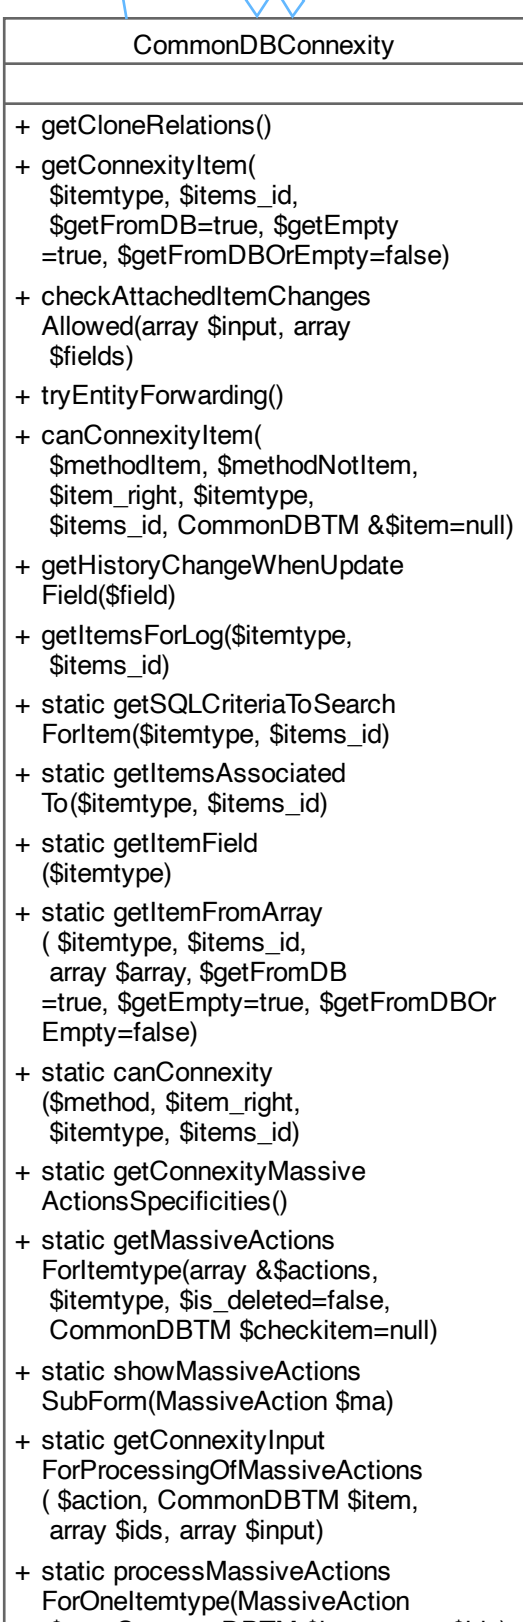 CommonDBConnexity
+ getCloneRelations()
+ getConnexityItem(
$itemtype, $items_id,
$getFromDB=true, $getEmpty
=true, $getFromDBOrEmpty=false)
+ checkAttachedItemChanges
Allowed(array $input, array
$fields)
+ tryEntityForwarding()
+ canConnexityItem(
$methodItem, $methodNotItem,
$item_right, $itemtype,
$items_id, CommonDBTM &$item=null)
+ getHistoryChangeWhenUpdate
Field($field)
+ getItemsForLog($itemtype,
$items_id)
+ static getSQLCriteriaToSearch
ForItem($itemtype, $items_id)
+ static getItemsAssociated
To($itemtype, $items_id)
+ static getItemField
($itemtype)
+ static getItemFromArray
( $itemtype, $items_id,
array $array, $getFromDB
=true, $getEmpty=true, $getFromDBOr
Empty=false)
+ static canConnexity
($method, $item_right,
$itemtype, $items_id)
+ static getConnexityMassive
ActionsSpecificities()
+ static getMassiveActions
ForItemtype(array &$actions,
$itemtype, $is_deleted=false,
CommonDBTM $checkitem=null)
+ static showMassiveActions
SubForm(MassiveAction $ma)
+ static getConnexityInput
ForProcessingOfMassiveActions
( $action, CommonDBTM $item,
array $ids, array $input)
+ static processMassiveActions
ForOneItemtype(MassiveAction